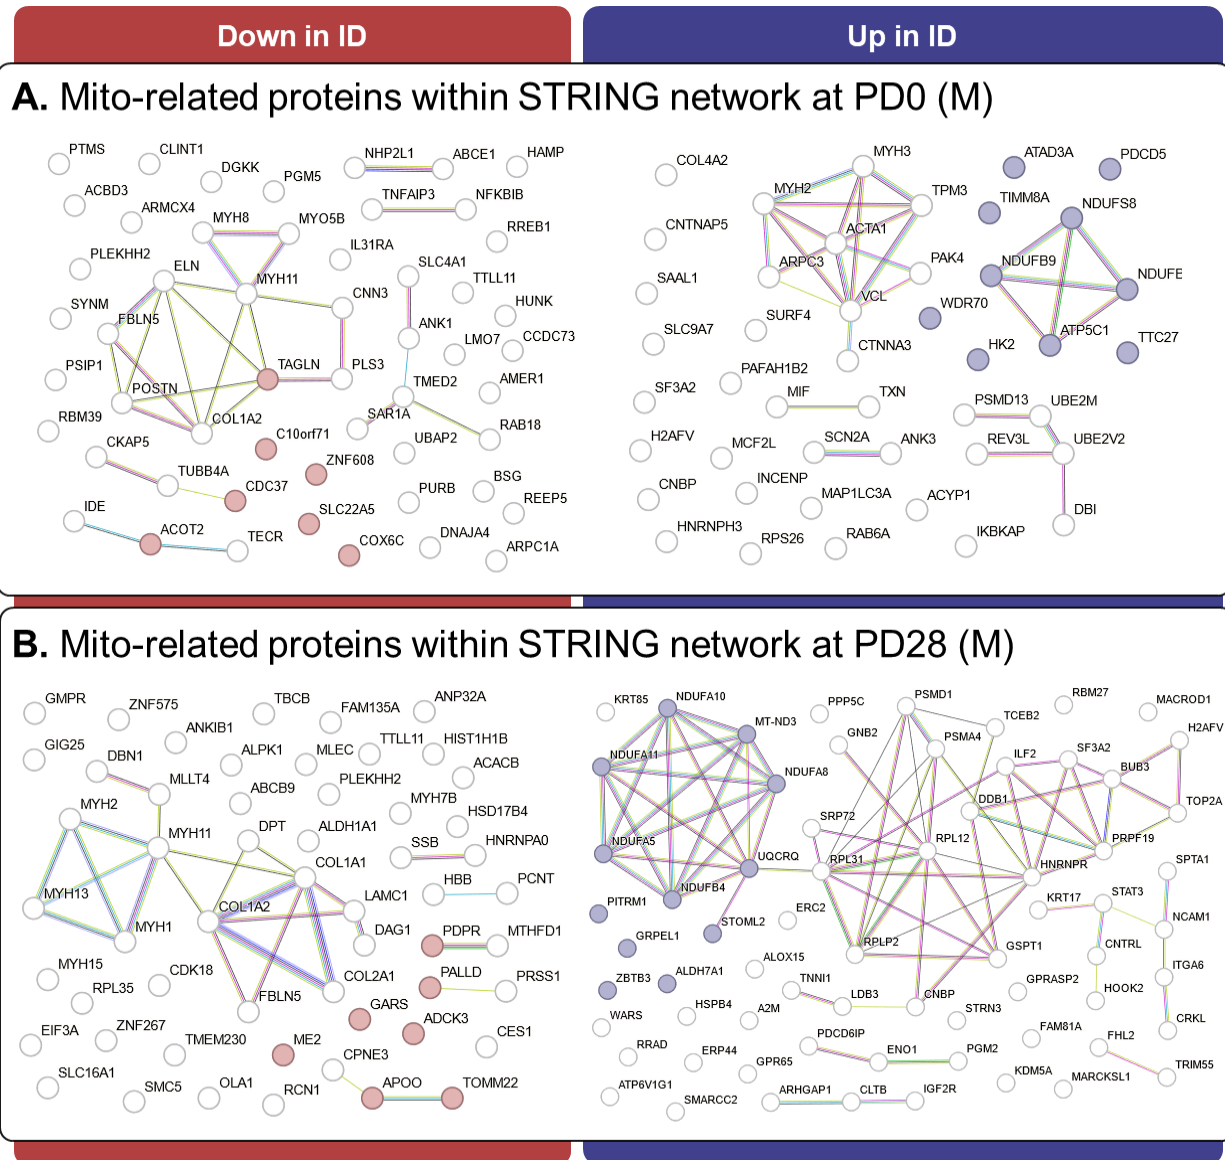 Down in ID
Up in ID
A. Mito-related proteins within STRING network at PD0 (M)
PTMS
CLINT1
DGKK
PGM5
NHP2L1
ABCE1
HAMP
ACBD3
ARMCX4
TNFAIP3
NFKBIB
MYH8
MYO5B
RREB1
PLEKHH2
IL31RA
ELN
MYH11
SLC4A1
TTLL11
SYNM
FBLN5
CNN3
HUNK
ANK1
LMO7
CCDC73
PSIP1
TAGLN
PLS3
POSTN
TMED2
AMER1
RBM39
COL1A2
SAR1A
RAB18
CKAP5
C10orf71
UBAP2
TUBB4A
ZNF608
CDC37
PURB
BSG
REEP5
IDE
SLC22A5
ACOT2
TECR
COX6C
DNAJA4
ARPC1A
COL4A2
MYH3
ATAD3A
PDCD5
MYH2
TPM3
TIMM8A
NDUFS8
CNTNAP5
ACTA1
SAAL1
ARPC3
PAK4
NDUFB9
NDUFE
SURF4
VCL
WDR70
SLC9A7
CTNNA3
HK2
ATP5C1
TTC27
SF3A2
PAFAH1B2
MIF
TXN
PSMD13
UBE2M
H2AFV
MCF2L
SCN2A
ANK3
REV3L
UBE2V2
CNBP
INCENP
MAP1LC3A
ACYP1
DBI
HNRNPH3
RPS26
RAB6A
IKBKAP
B. Mito-related proteins within STRING network at PD28 (M)
GMPR
ZNF575
TBCB
FAM135A
ANP32A
GIG25
ANKIB1
DBN1
ALPK1
MLEC
TTLL11
HIST1H1B
MLLT4
ABCB9
PLEKHH2
ACACB
MYH2
MYH7B
HSD17B4
MYH11
DPT
ALDH1A1
SSB
HNRNPA0
COL1A1
MYH13
COL1A2
LAMC1
HBB
PCNT
MYH1
DAG1
PDPR
MTHFD1
MYH15
CDK18
COL2A1
PALLD
PRSS1
RPL35
FBLN5
GARS
ADCK3
EIF3A
ZNF267
TMEM230
ME2
CES1
CPNE3
SLC16A1
SMC5
OLA1
RCN1
APOO
TOMM22
KRT85
NDUFA10
PPP5C
PSMD1
RBM27
MACROD1
MT-ND3
GNB2
TCEB2
H2AFV
NDUFA11
PSMA4
ILF2
SF3A2
BUB3
NDUFA8
DDB1
TOP2A
NDUFA5
SRP72
RPL12
PRPF19
UQCRQ
RPL31
HNRNPR
SPTA1
NDUFB4
KRT17
STAT3
PITRM1
STOML2
ERC2
NCAM1
GRPEL1
RPLP2
GSPT1
CNTRL
ZBTB3
ALDH7A1
ALOX15
TNNI1
GPRASP2
ITGA6
HSPB4
A2M
LDB3
CNBP
HOOK2
WARS
STRN3
CRKL
RRAD
ERP44
PDCD6IP
FAM81A
FHL2
GPR65
ENO1
PGM2
TRIM55
ATP6V1G1
KDM5A
MARCKSL1
SMARCC2
ARHGAP1
CLTB
IGF2R